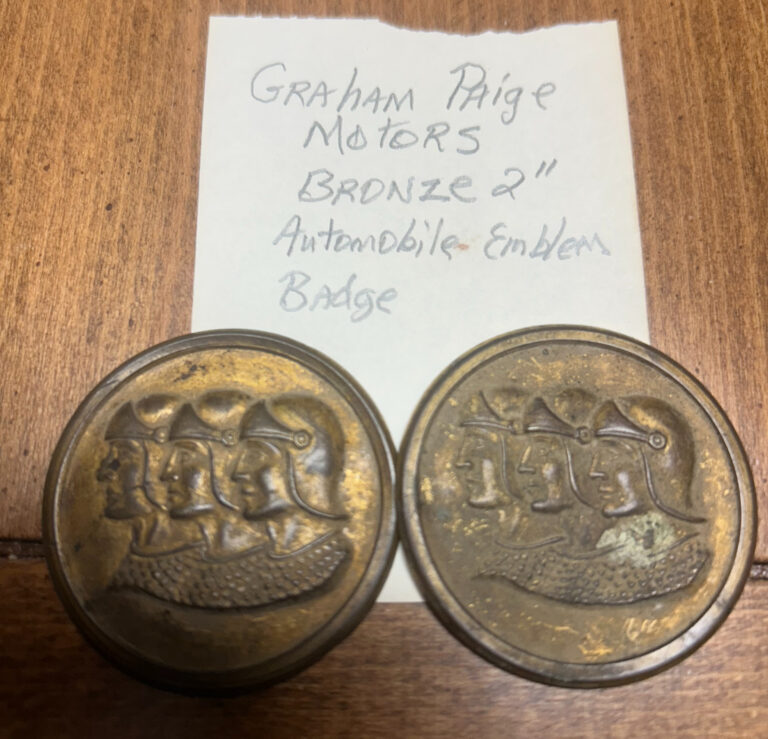 GRAhAM PAige
MOtORS
BRONZe 2"
Automobile Emblem
BAdge